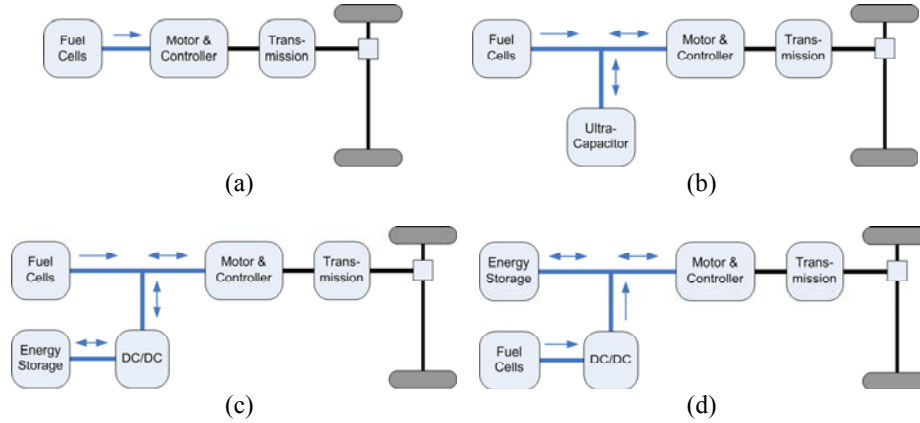 Fuel
Cells
Motor &
Controller
Trans-
mission
(a)
Fuel
Cells
Motor &
Controller
Trans-
mission
Ultra-
Capacitor
(b)
Fuel
Cells
Motor &
Controller
Trans-
mission
Energy
Storage
DC/DC
(c)
Energy
Storage
Motor &
Controller
Trans-
mission
Fuel
Cells
DC/DC
(d)